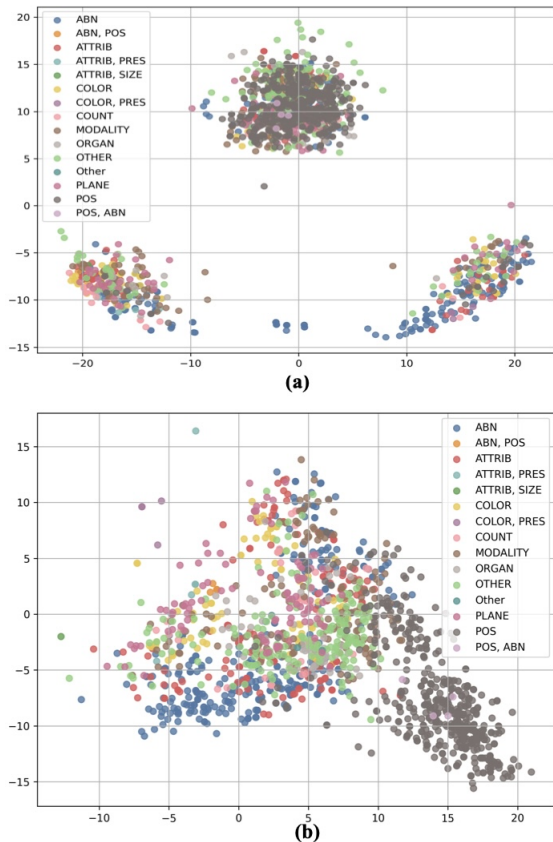 20
15
10
5
0
−5
−10
−15
ABN
ABN, POS
ATTRIB
ATTRIB, PRES
ATTRIB, SIZE
COLOR
COLOR, PRES
COUNT
MODALITY
ORGAN
OTHER
Other
PLANE
POS
POS, ABN
−20 −10 0 10 20
(a)
15
10
5
0
−5
−10
−15
ABN
ABN, POS
ATTRIB
ATTRIB, PRES
ATTRIB, SIZE
COLOR
COLOR, PRES
COUNT
MODALITY
ORGAN
OTHER
Other
PLANE
POS
POS, ABN
−10 −5 0 5 10 15 20
(b)